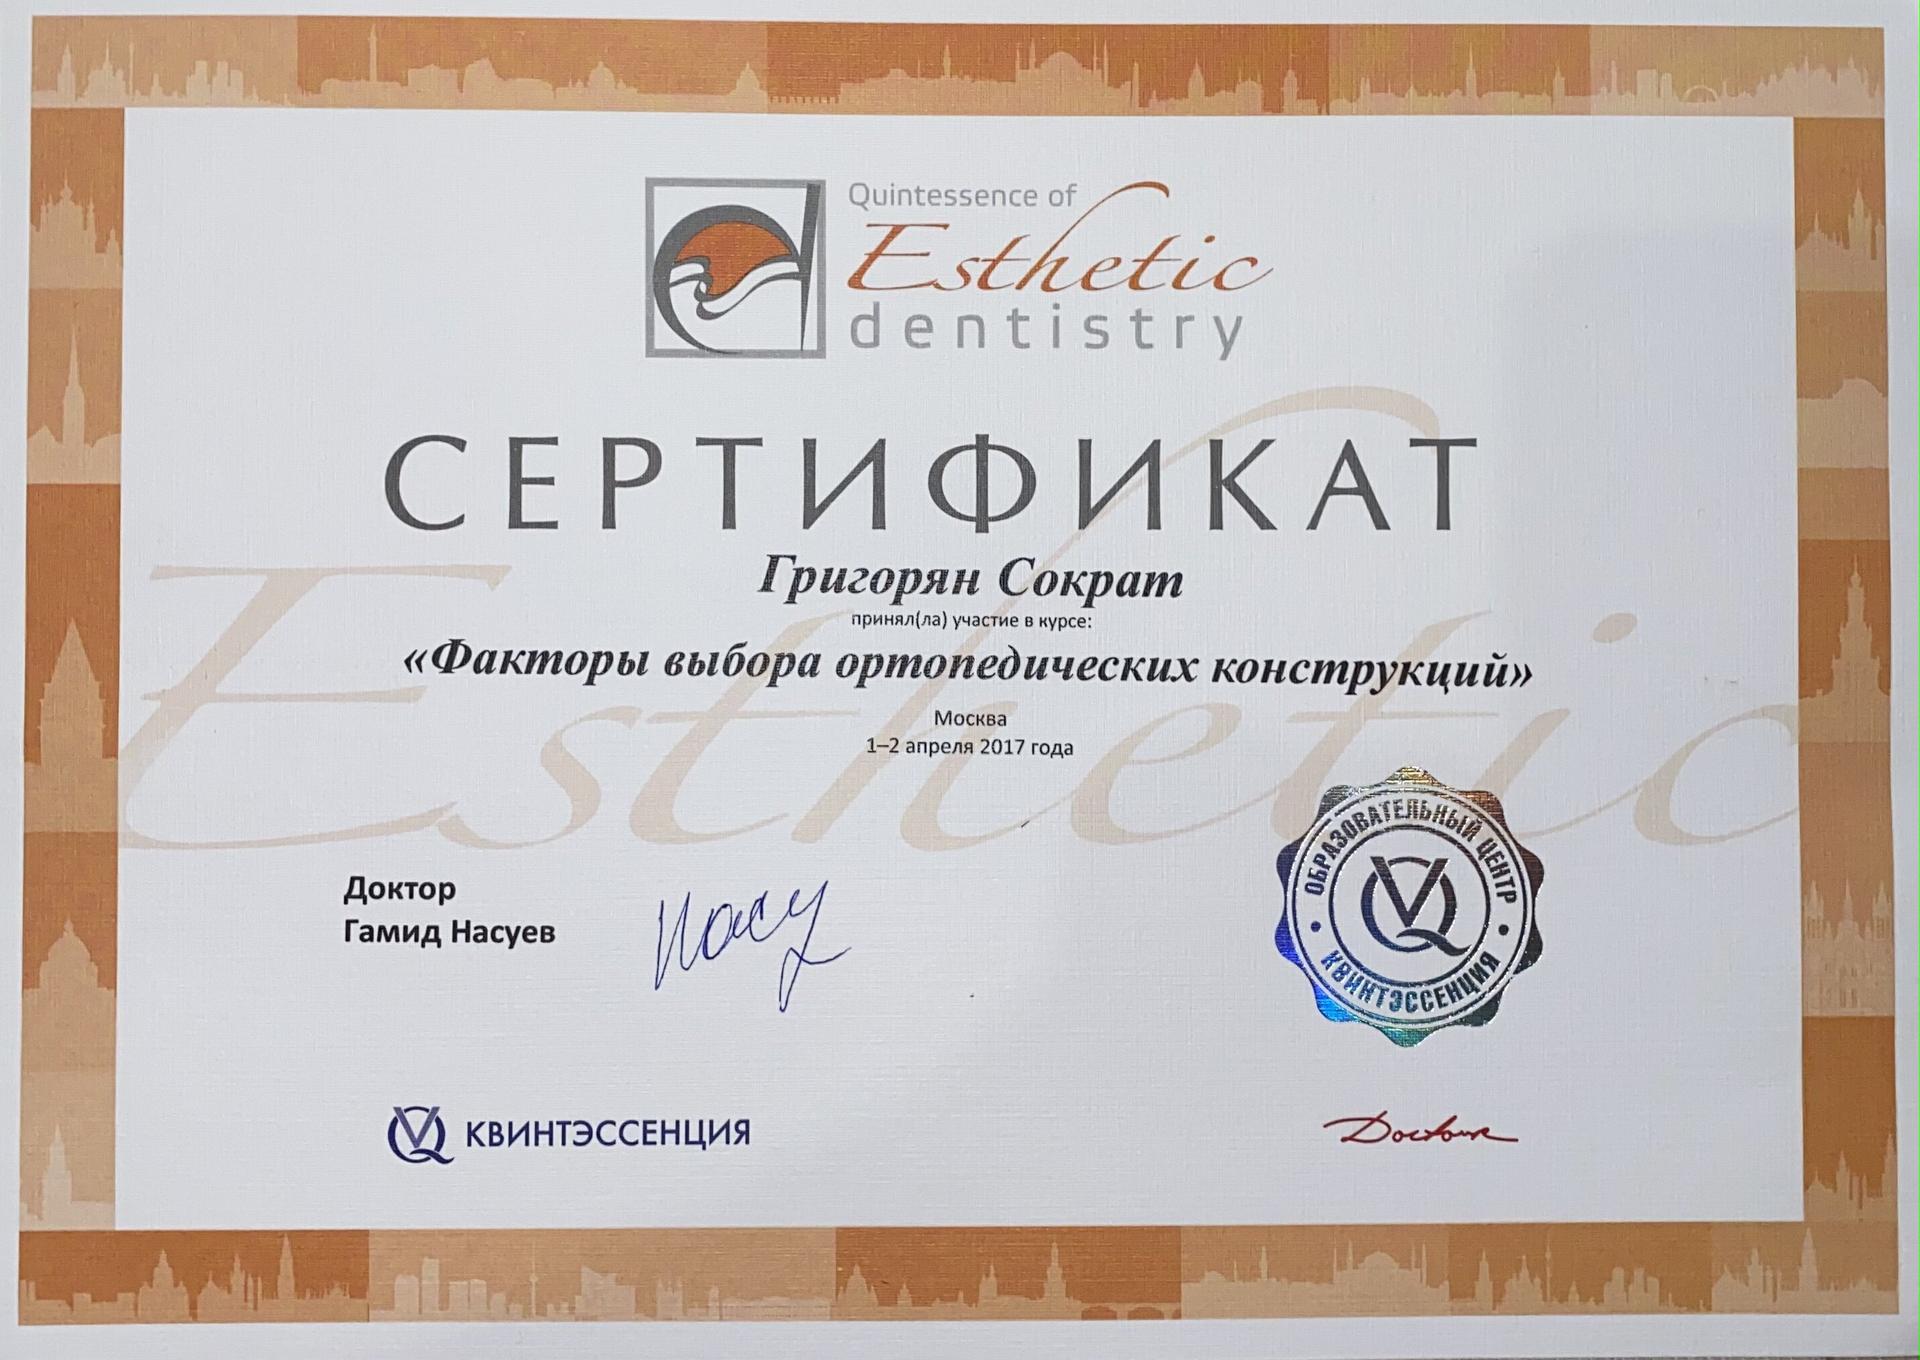 Quintessence of
Esthetic
dentistry
СЕРТИФИКАТ
Григорян Сократ
принял(ла) участие в курсе:
«Факторы выбора ортопедических конструкций»
Москва
1–2 апреля 2017 года
Esthetic
Доктор
Гамид Насуев
ОБРАЗОВАТЕЛЬНЫЙ ЦЕНТР
КВИНТЭССЕНЦИЯ
КВИНТЭССЕНЦИЯ